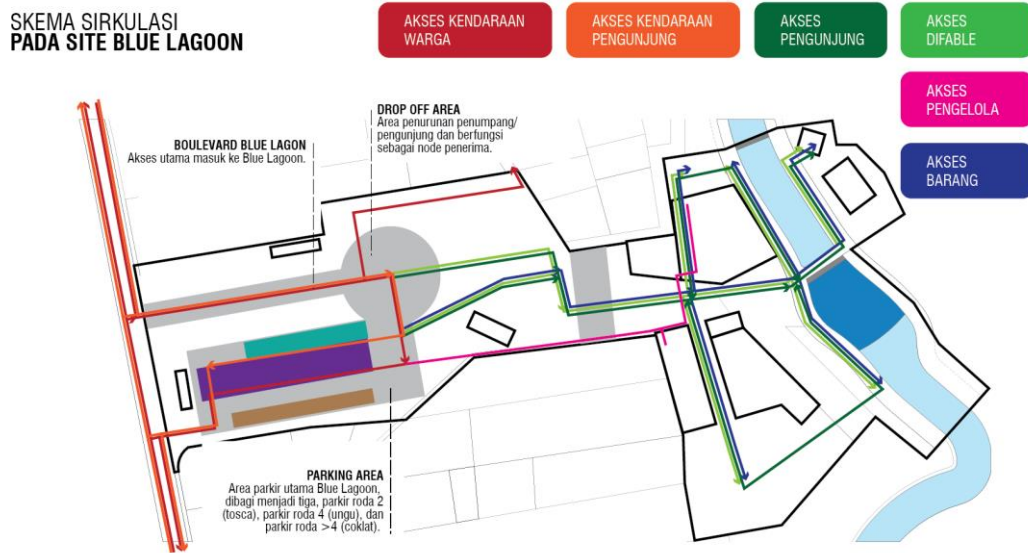 SKEMA SIRKULASI
PADA SITE BLUE LAGOON
AKSES KENDARAAN
WARGA
AKSES KENDARAAN
PENGUNJUNG
AKSES
PENGUNJUNG
AKSES
DIFABLE
AKSES
PENGELOLA
AKSES
BARANG
BOULEVARD BLUE LAGON
Akses utama masuk ke Blue Lagoon.
DROP OFF AREA
Area penurunan penumpang/
pengunjung dan berfungsi
sebagai node penerima.
PARKING AREA
Area parkir utama Blue Lagoon,
dibagi menjadi tiga, parkir roda 2
(tosca), parkir roda 4 (ungu), dan
parkir roda >4 (coklat).